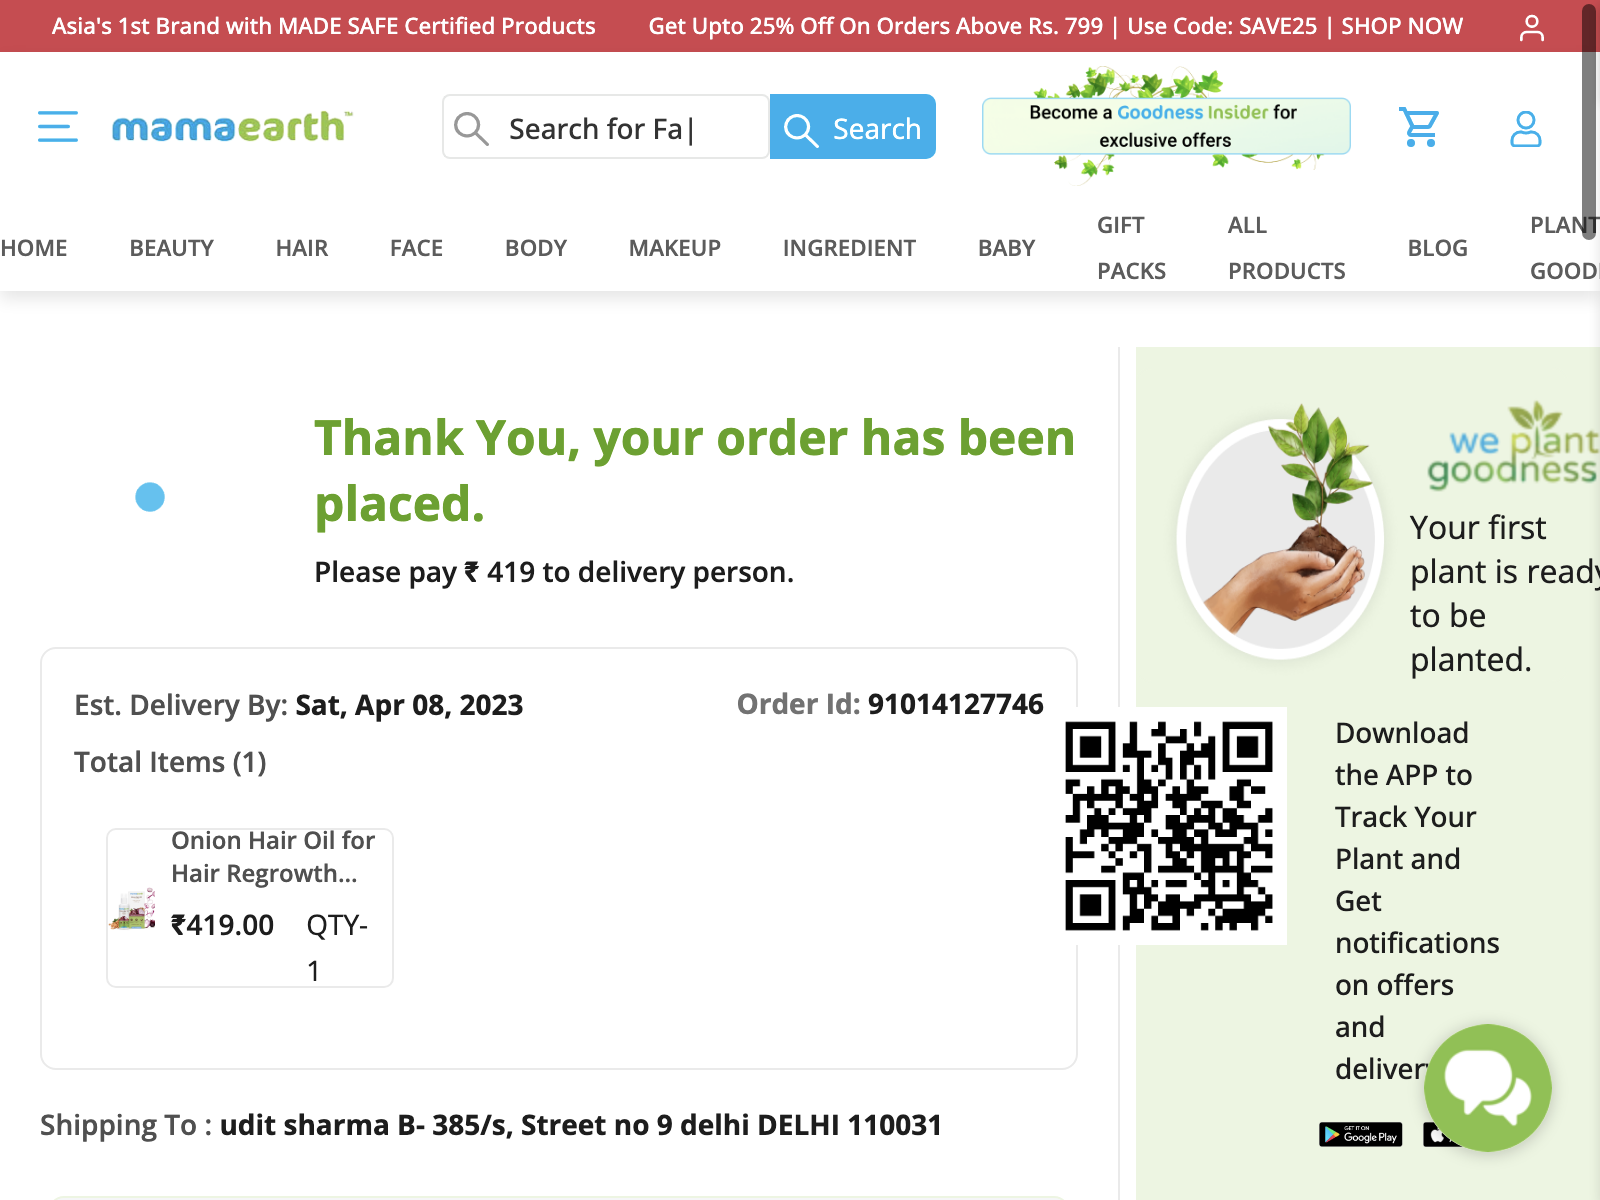 Asia's 1st Brand with MADE SAFE Certified Products Get Upto 25% Off On Orders Above Rs. 799 | Use Code: SAVE25 | SHOP NOW
mamaearth™
Search for Fa|
Search
Become a Goodness Insider for
exclusive offers
HOME BEAUTY HAIR FACE BODY MAKEUP INGREDIENT BABY
GIFT
PACKS
ALL
PRODUCTS
BLOG
PLANT
GOOD
Thank You, your order has been
placed.
Please pay ₹ 419 to delivery person.
Est. Delivery By: Sat, Apr 08, 2023
Order Id: 91014127746
Total Items (1)
Onion Hair Oil for
Hair Regrowth...
₹419.00 QTY-
1
Shipping To : udit sharma B- 385/s, Street no 9 delhi DELHI 110031
we plant
goodness
Your first
plant is ready
to be
planted.
Download
the APP to
Track Your
Plant and
Get
notifications
on offers
and
deliver
GET IT ON
Google Play